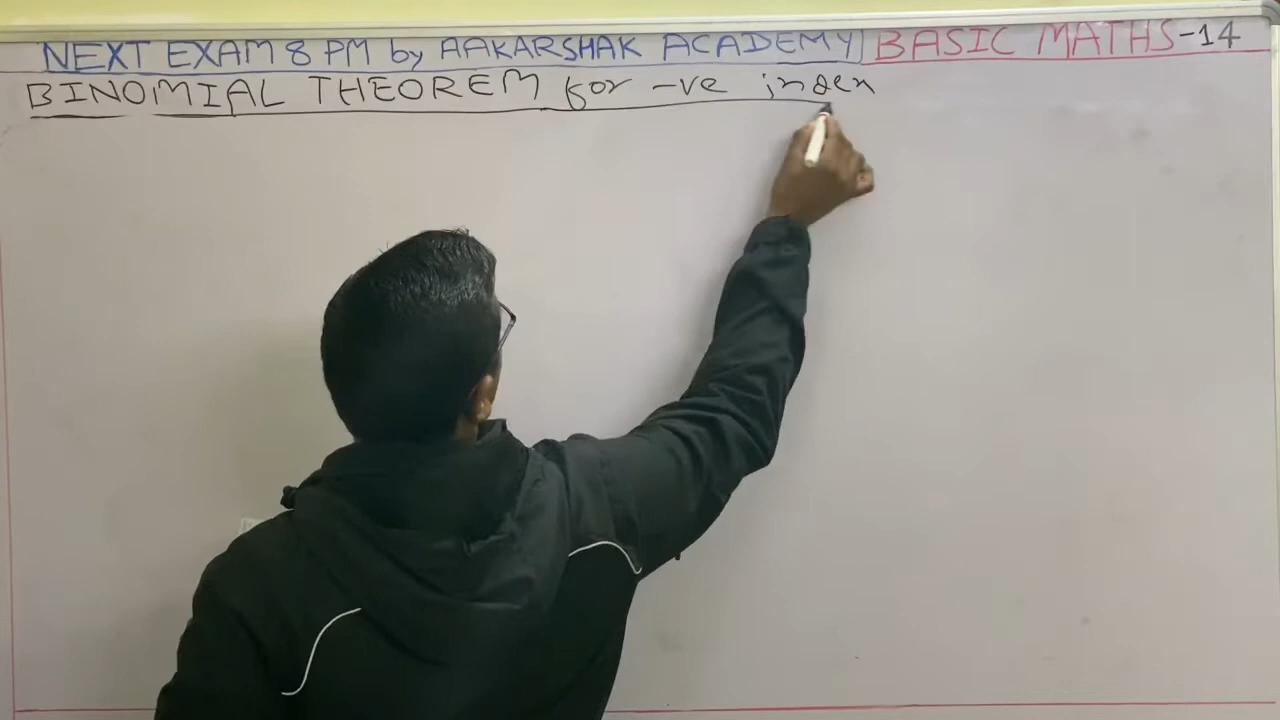 NEXT EXAM 8 PM by AAKARSHAK ACADEMY BASIC MATHS-14
BINOMIAL THEOREM for -ve index